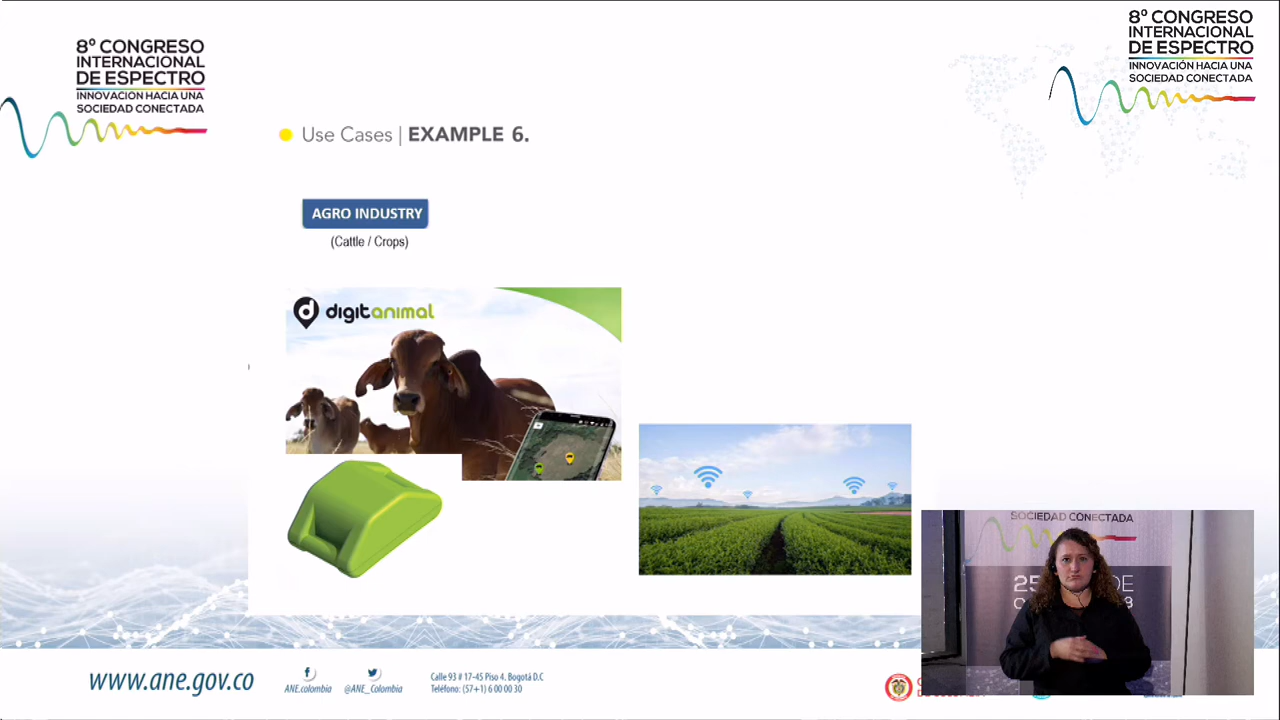 8º CONGRESO
INTERNACIONAL
DE ESPECTRO
INNOVACIÓN HACIA UNA
SOCIEDAD CONECTADA
8º CONGRESO
INTERNACIONAL
DE ESPECTRO
INNOVACIÓN HACIA UNA
SOCIEDAD CONECTADA
Use Cases | EXAMPLE 6.
AGRO INDUSTRY
(Cattle / Crops)
digitanimal
SOCIEDAD CONECTADA
25
DE
www.ane.gov.co
ANE.colombia
@ANE_Colombia
Calle 93 # 17-45 Piso 4. Bogotá D.C
Teléfono: (57+1) 6 00 00 30